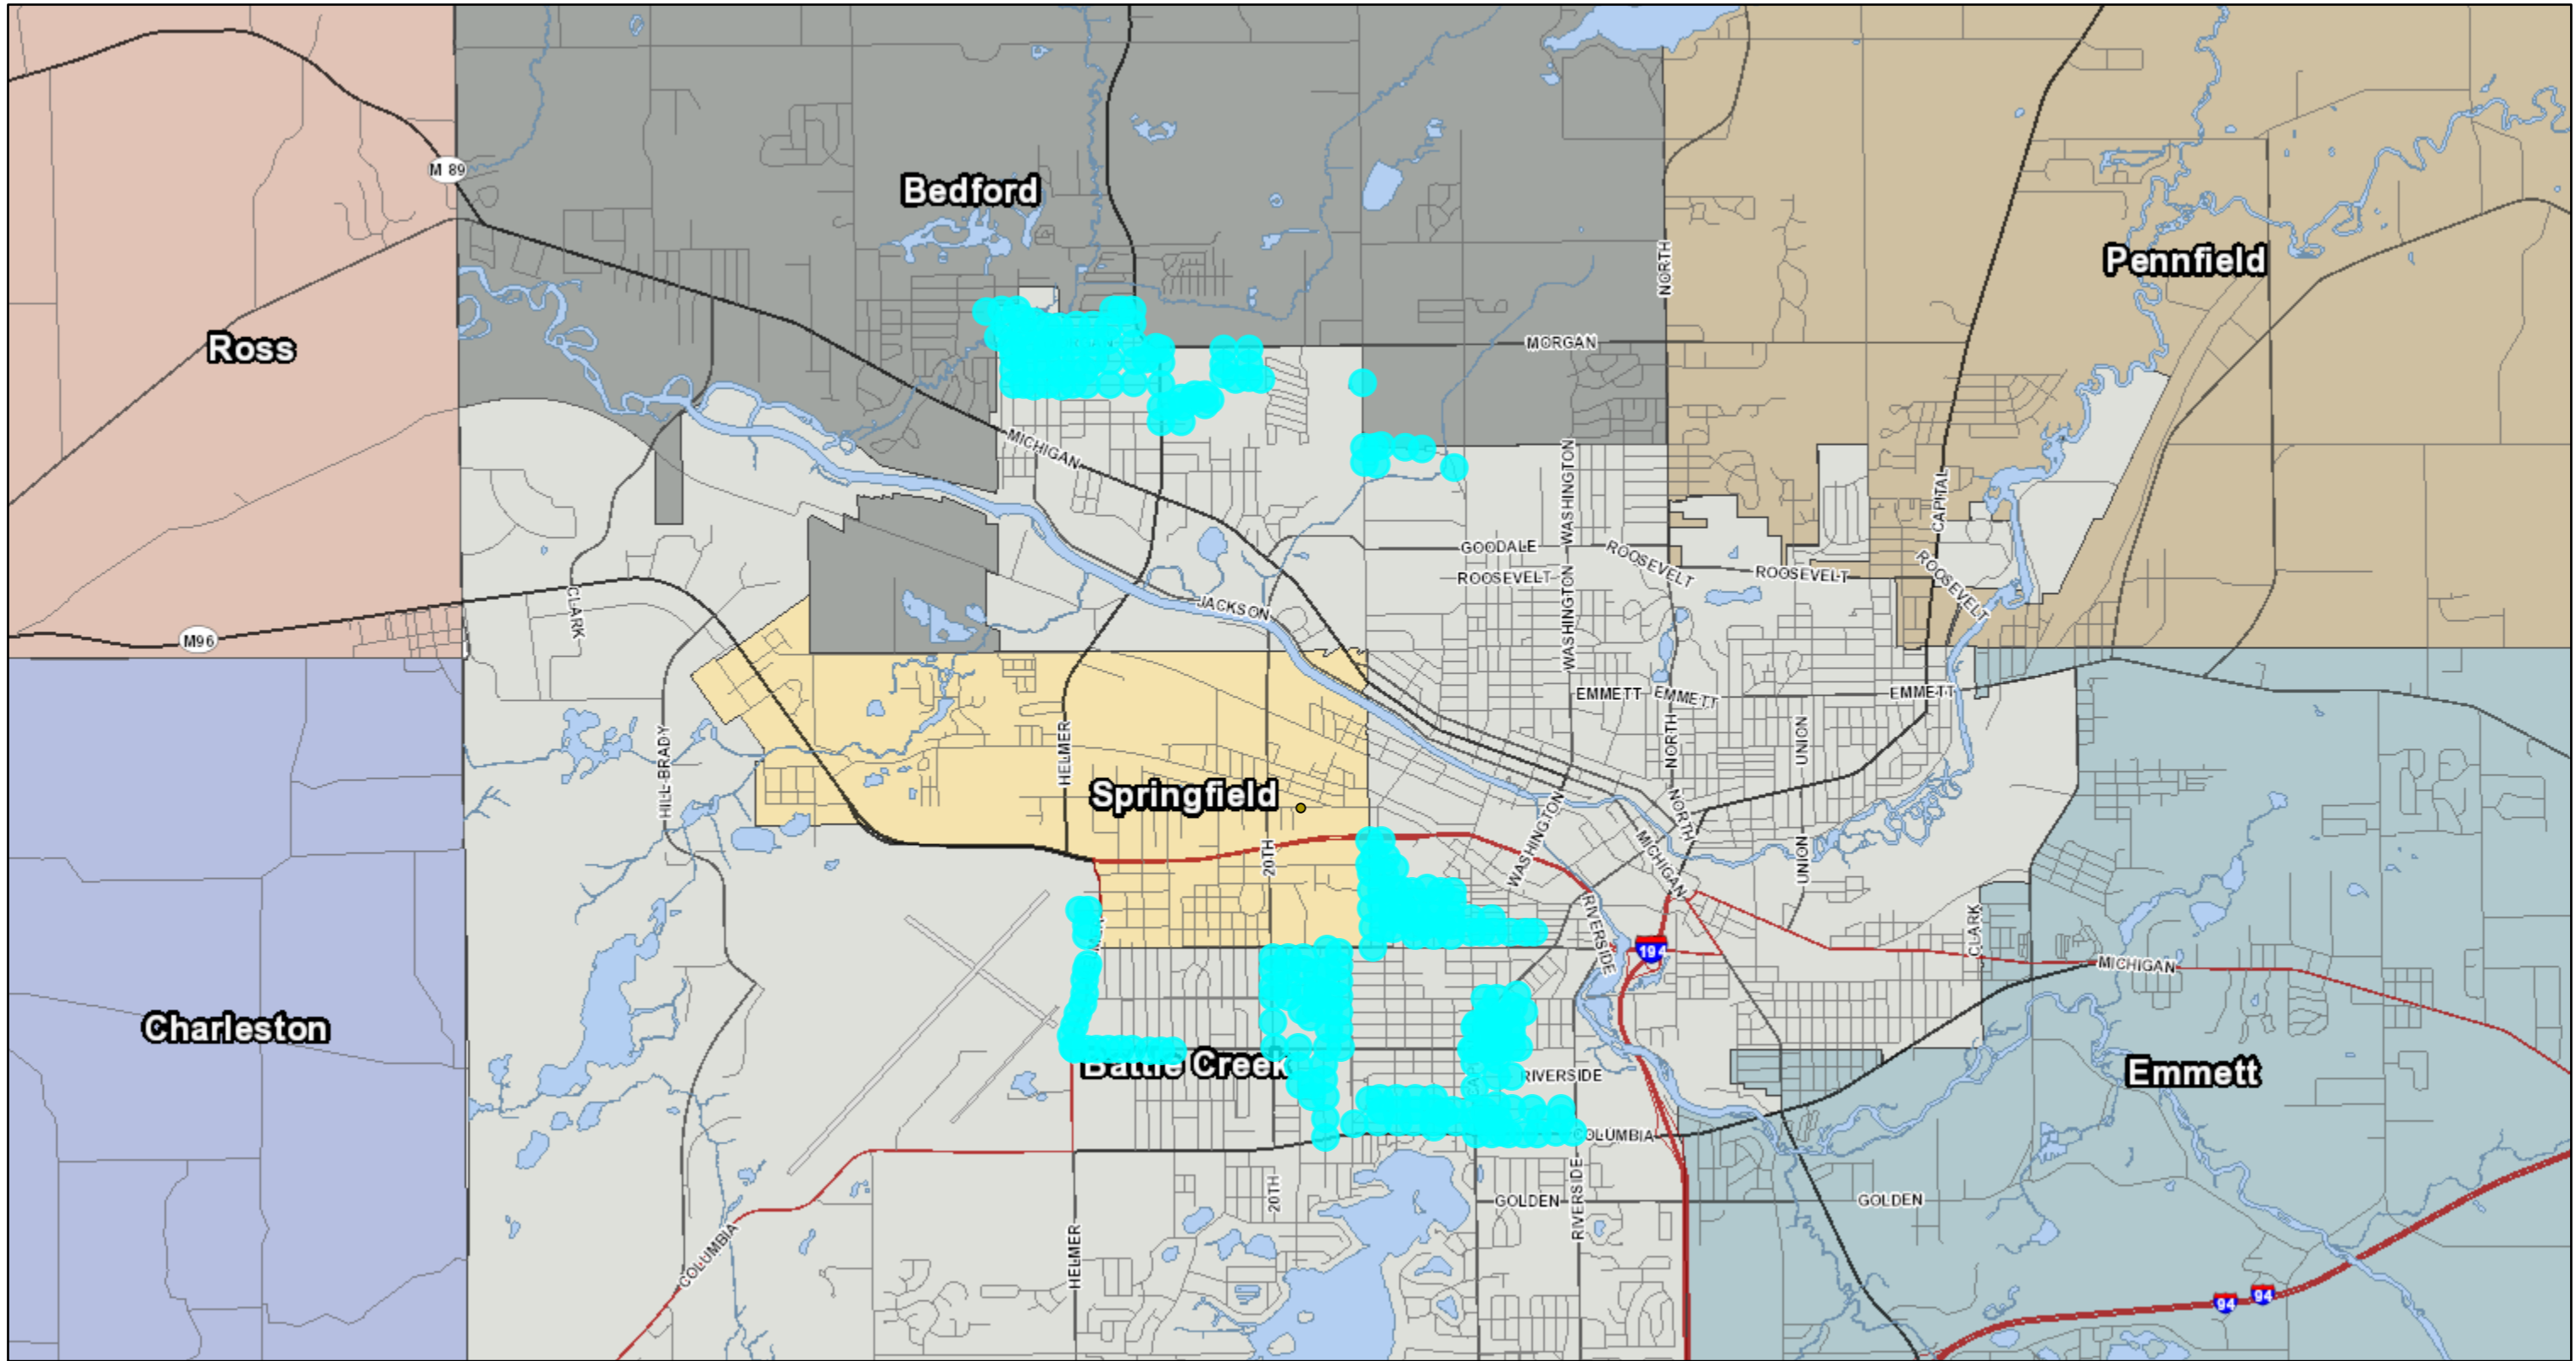 M 89
Bedford
NORTH
Pennfield
Ross
MORGAN
MICHIGAN
WASHINGTON
CAPITAL
GOODALE
ROOSEVELT
ROOSEVELT
ROOSEVELT
ROOSEVELT
WASHINGTON
CLARK
JACKSON
M96
EMMETT
EMMETT
EMMETT
HELMER
HILL-BRADY
NORTH
UNION
Springfield
WASHINGTON
NORTH
MICHIGAN
20TH
UNION
RIVERSIDE
CLARK
194
MICHIGAN
Charleston
Battle Creek
RIVERSIDE
Emmett
COLUMBIA
20TH
RIVERSIDE
GOLDEN
GOLDEN
HELMER
COLUMBIA
94
94